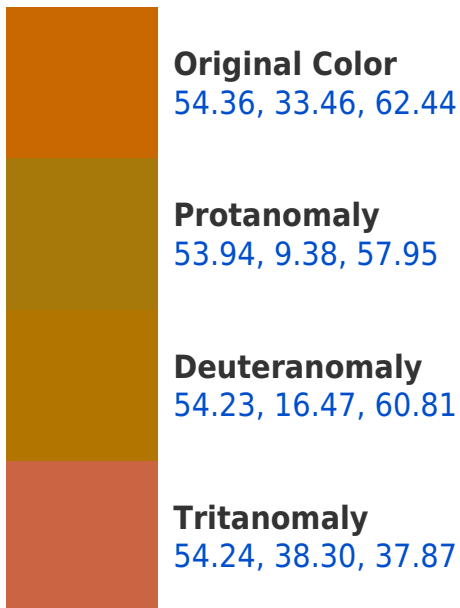 Original Color
54.36, 33.46, 62.44
Protanomaly
53.94, 9.38, 57.95
Deuteranomaly
54.23, 16.47, 60.81
Tritanomaly
54.24, 38.30, 37.87